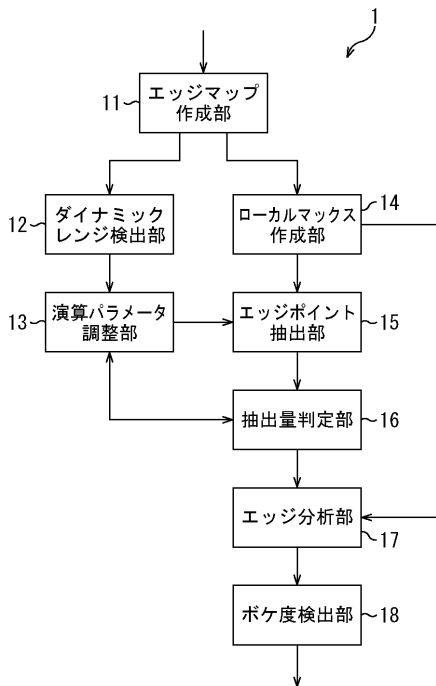 1
11
エッジマップ
作成部
12
ダイナミック
レンジ検出部
ローカルマックス
作成部
14
13
演算パラメータ
調整部
エッジポイント
抽出部
15
抽出量判定部
16
エッジ分析部
17
ボケ度検出部
18